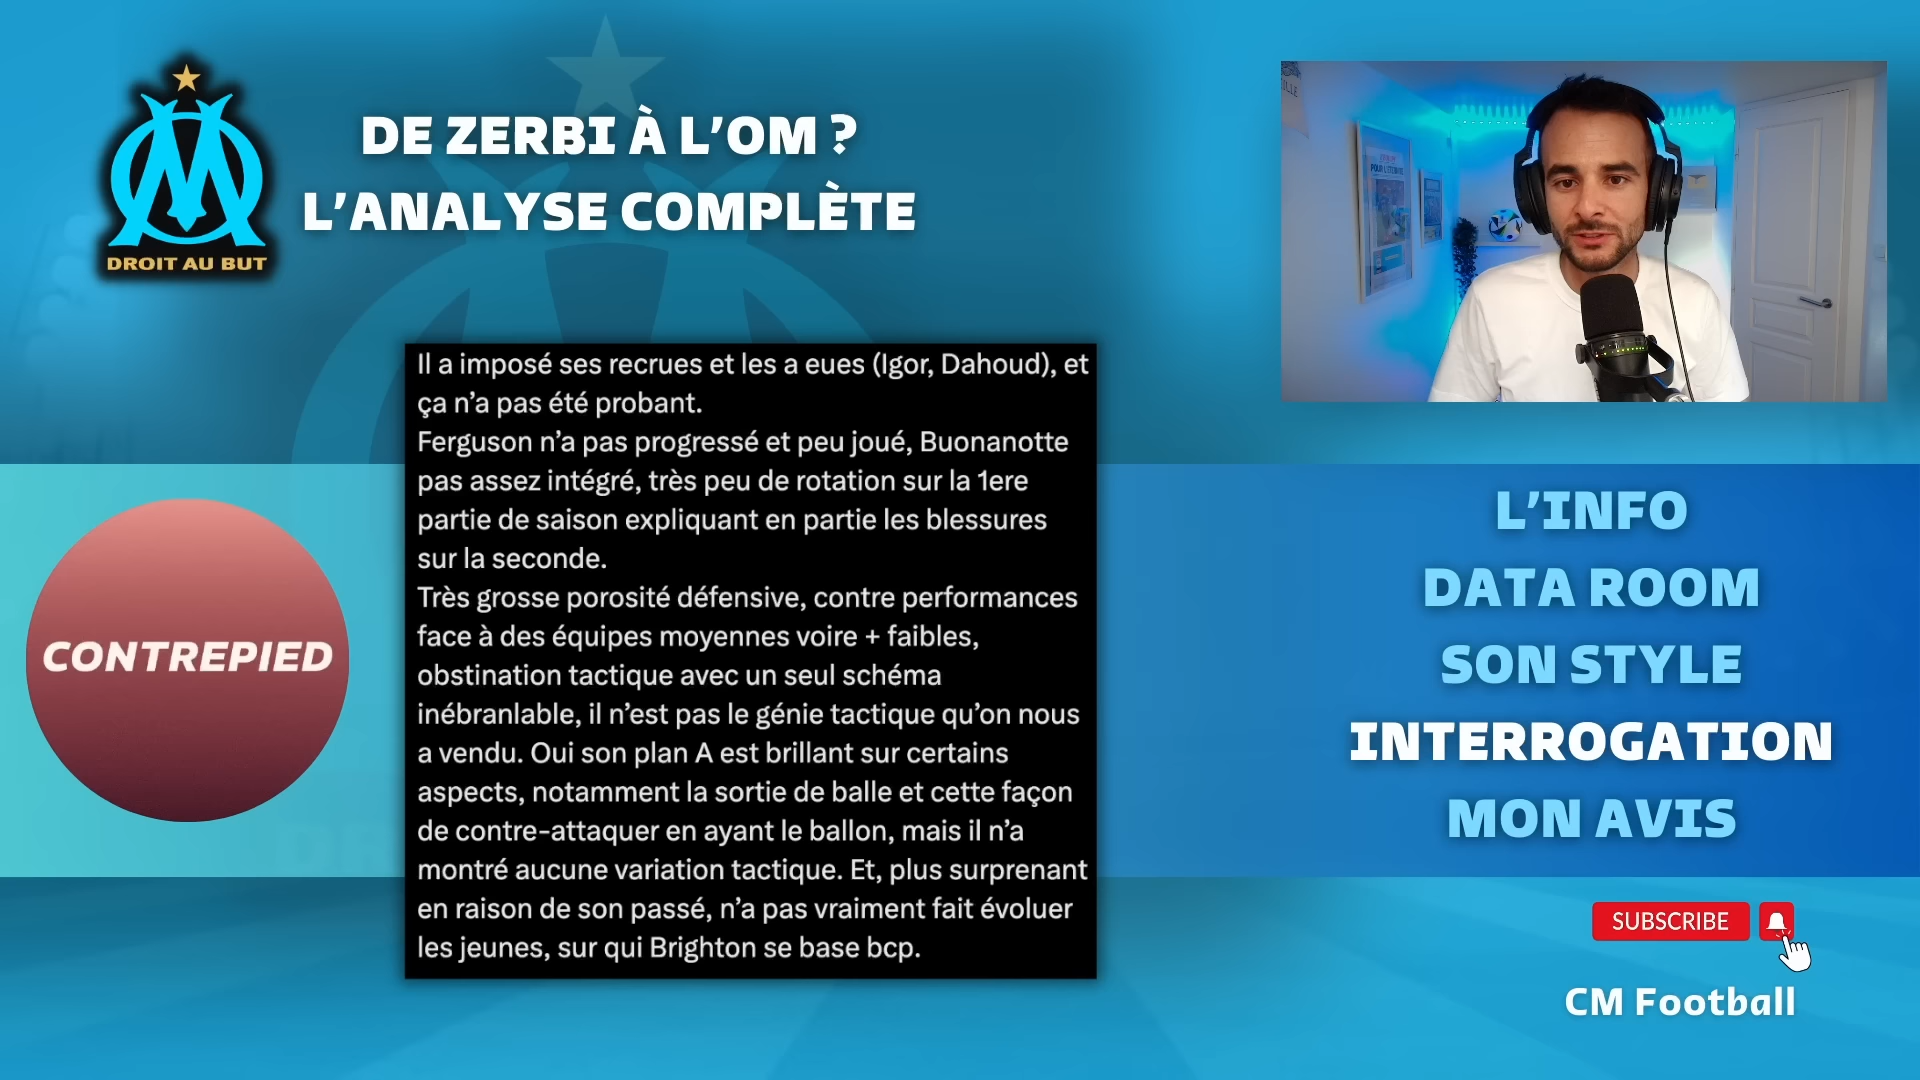 DROIT AU BUT
DE ZERBI À L'OM ?
L'ANALYSE COMPLÈTE
Il a imposé ses recrues et les a eues (Igor, Dahoud), et
ça n'a pas été probant.
Ferguson n'a pas progressé et peu joué, Buonanotte
pas assez intégré, très peu de rotation sur la 1ere
partie de saison expliquant en partie les blessures
sur la seconde.
Très grosse porosité défensive, contre performances
face à des équipes moyennes voire + faibles,
obstination tactique avec un seul schéma
inébranlable, il n'est pas le génie tactique qu'on nous
a vendu. Oui son plan A est brillant sur certains
aspects, notamment la sortie de balle et cette façon
de contre-attaquer en ayant le ballon, mais il n'a
montré aucune variation tactique. Et, plus surprenant
en raison de son passé, n'a pas vraiment fait évoluer
les jeunes, sur qui Brighton se base bcp.
CONTREPIED
L'INFO
DATA ROOM
SON STYLE
INTERROGATION
MON AVIS
SUBSCRIBE
CM Football